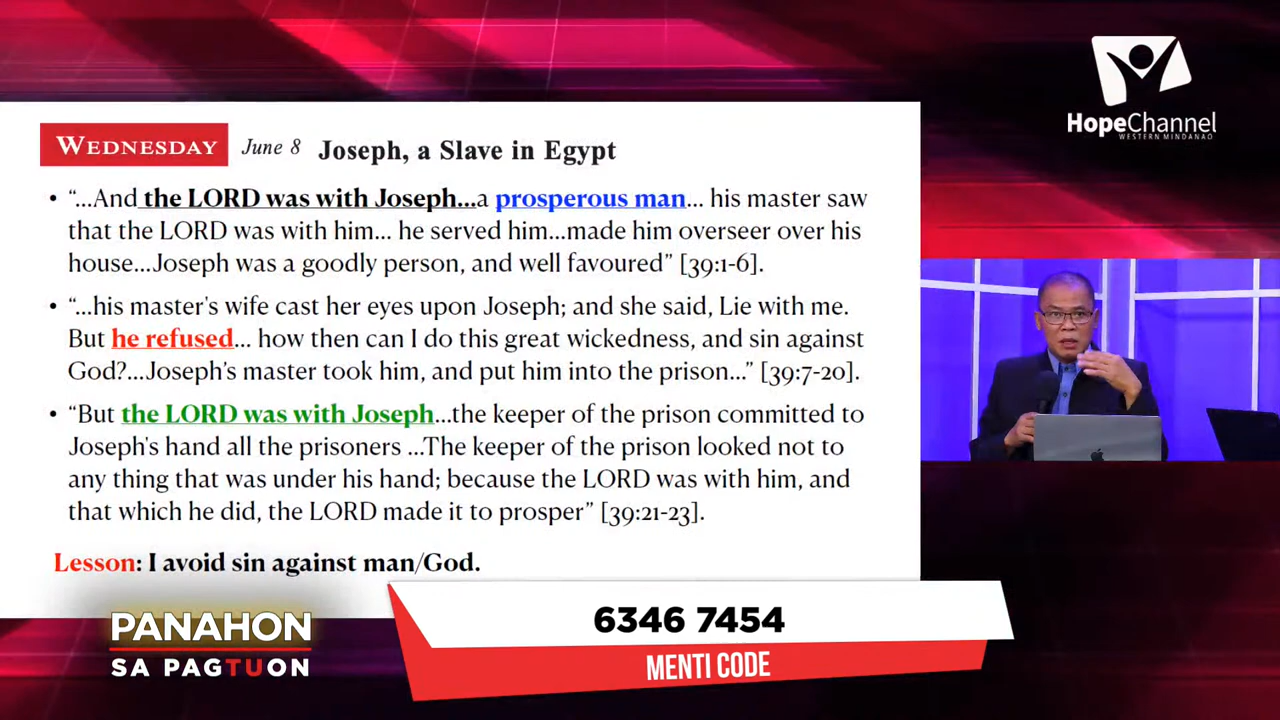 HopeChannel
WESTERN MINDANAO
WEDNESDAY June 8 Joseph, a Slave in Egypt
• “...And the LORD was with Joseph...a prosperous man... his master saw
that the LORD was with him... he served him...made him overseer over his
house...Joseph was a goodly person, and well favoured” [39:1-6].
• “...his master's wife cast her eyes upon Joseph; and she said, Lie with me.
But he refused... how then can I do this great wickedness, and sin against
God?...Joseph's master took him, and put him into the prison...” [39:7-20].
• “But the LORD was with Joseph...the keeper of the prison committed to
Joseph's hand all the prisoners ...The keeper of the prison looked not to
any thing that was under his hand; because the LORD was with him, and
that which he did, the LORD made it to prosper” [39:21-23].
Lesson: I avoid sin against man/God.
PANAHON
SA PAGTUON
6346 7454
MENTI CODE